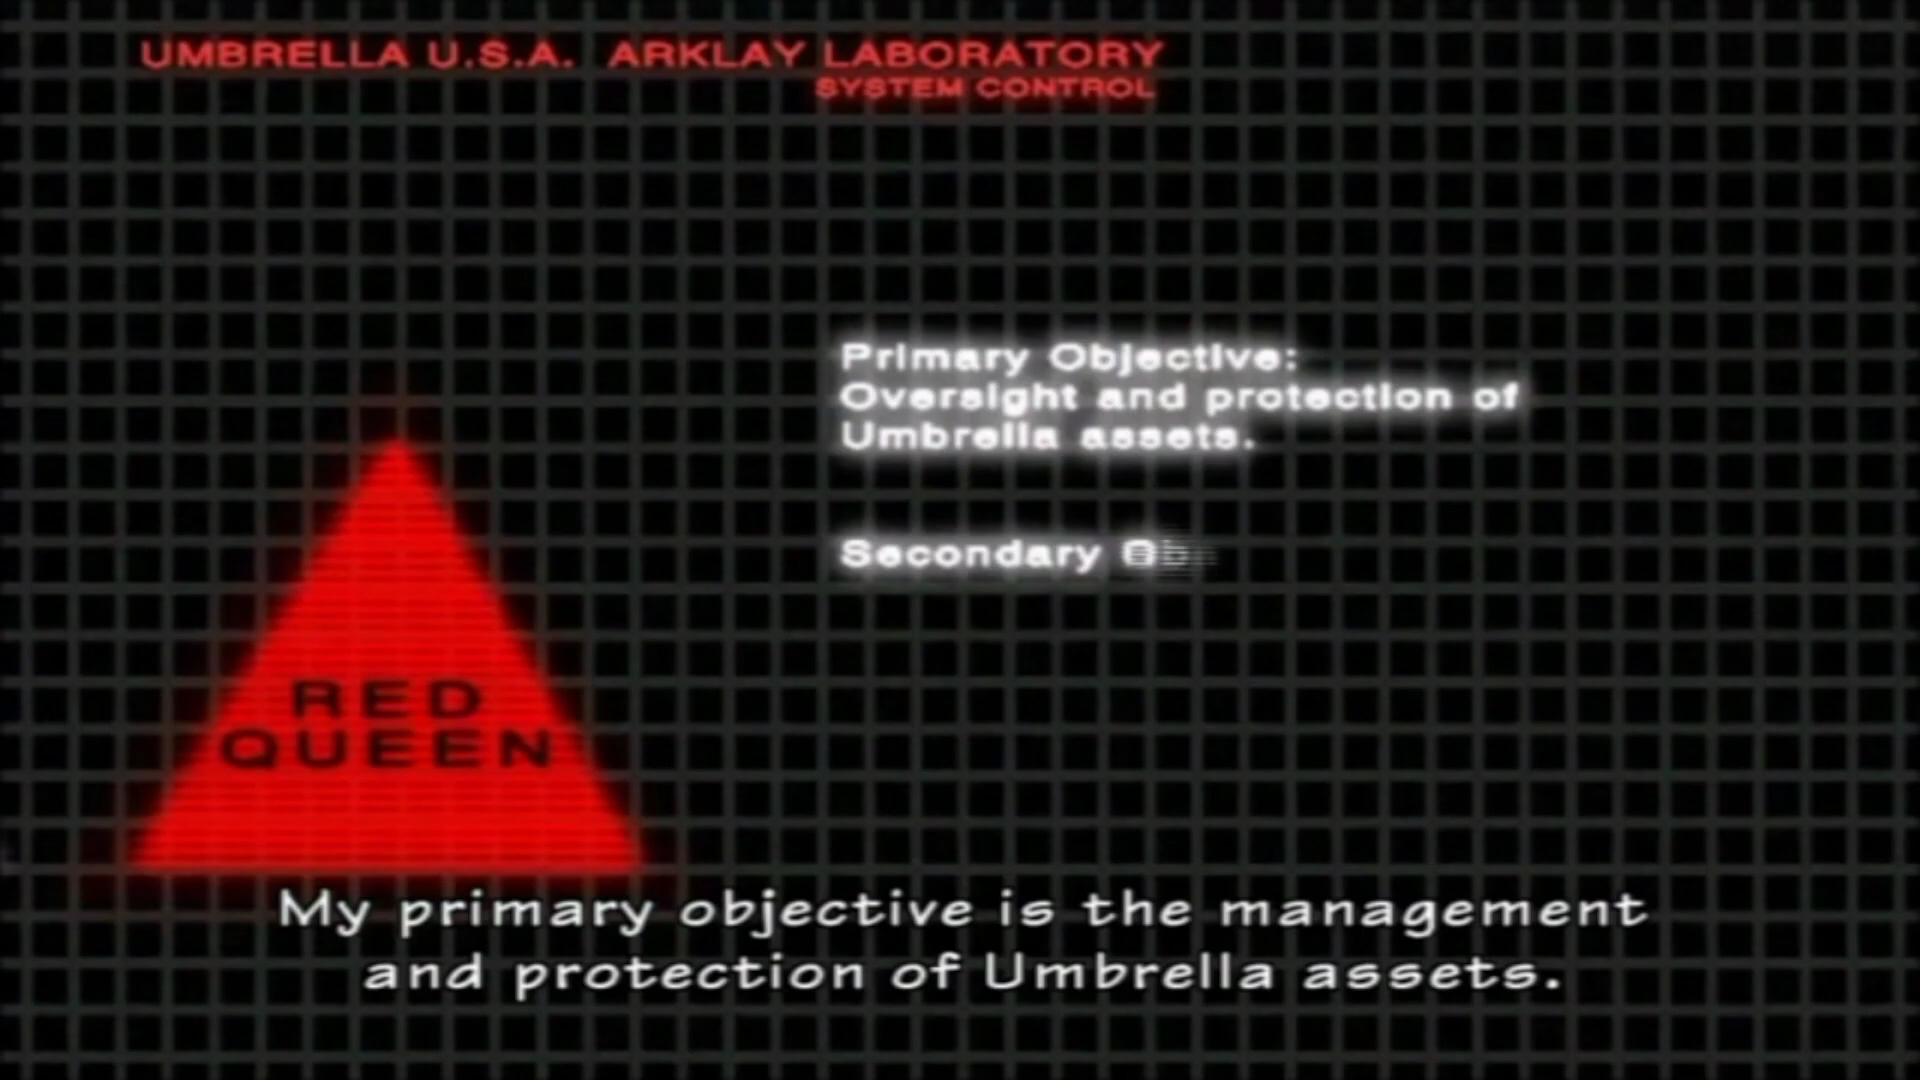 UMBRELLA U.S.A. ARKLAY LABORATORY
SYSTEM CONTROL
Primary Objective:
Oversight and protection of
Umbrella assets.
Secondary Ob
RED
QUEEN
My primary objective is the management
and protection of Umbrella assets.